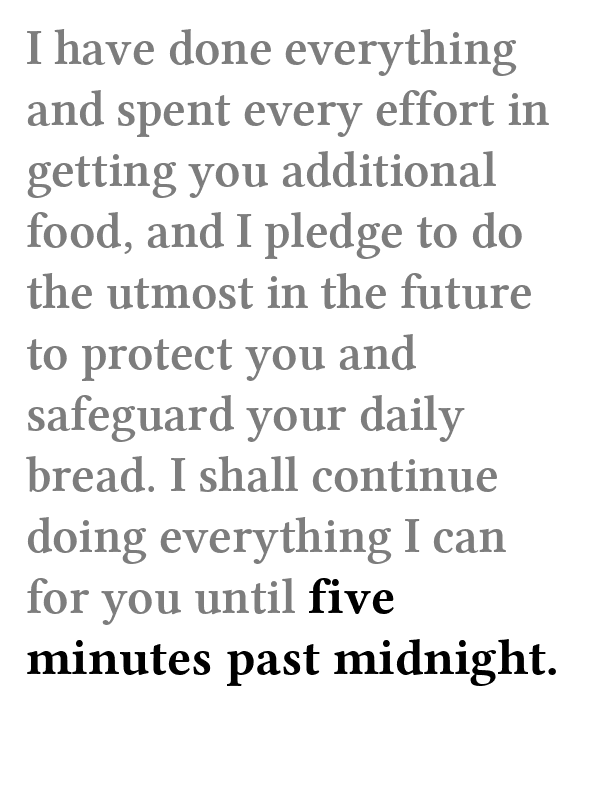 I have done everything
and spent every effort in
getting you additional
food, and I pledge to do
the utmost in the future
to protect you and
safeguard your daily
bread. I shall continue
doing everything I can
for you until five
minutes past midnight.